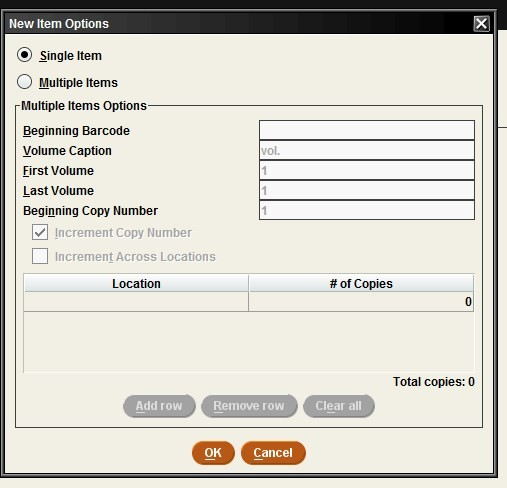 New Item Options
Single Item
Multiple Items
Multiple Items Options
Beginning Barcode
Volume Caption vol.
First Volume 1
Last Volume 1
Beginning Copy Number 1
Increment Copy Number
Increment Across Locations
Location # of Copies
0
Total copies: 0
Add row Remove row Clear all
OK Cancel